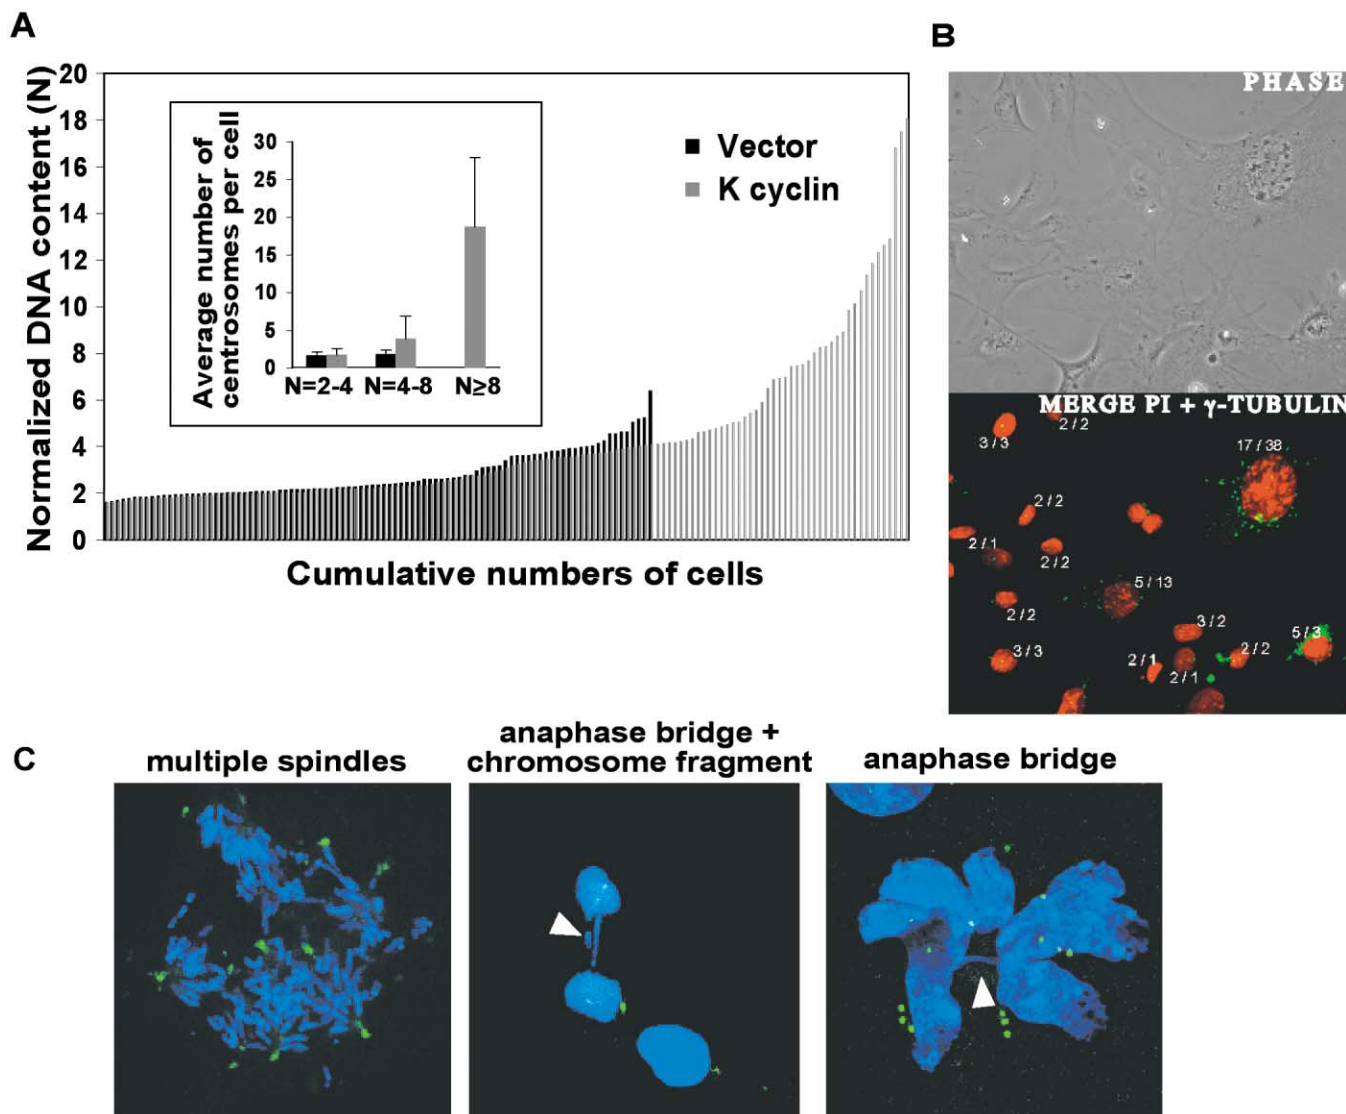 A
Normalized DNA content (N)
20
18
16
14
12
10
8
6
4
2
0
Cumulative numbers of cells
Average number of
centrosomes per cell
30
25
20
15
10
5
0
N=2-4 N=4-8 N≥8
Vector
K cyclin
B
PHASE
MERGE PI + γ-TUBULIN
2 / 2
3 / 3
17 / 38
2 / 2
2 / 1
2 / 2
5 / 13
2 / 2
3 / 2
5 / 3
3 / 3
2 / 1
2 / 2
2 / 1
C
multiple spindles
anaphase bridge +
chromosome fragment
anaphase bridge